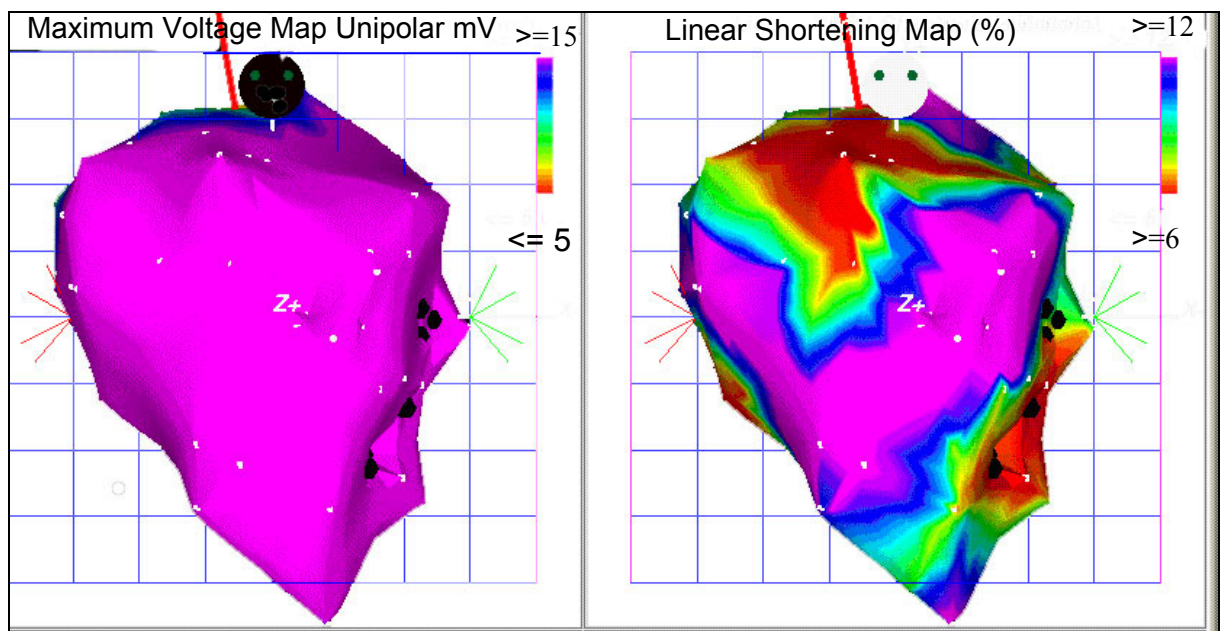 Maximum Voltage Map Unipolar mV
>=15
<= 5
Z+
Linear Shortening Map (%)
>=12
>=6
Z+